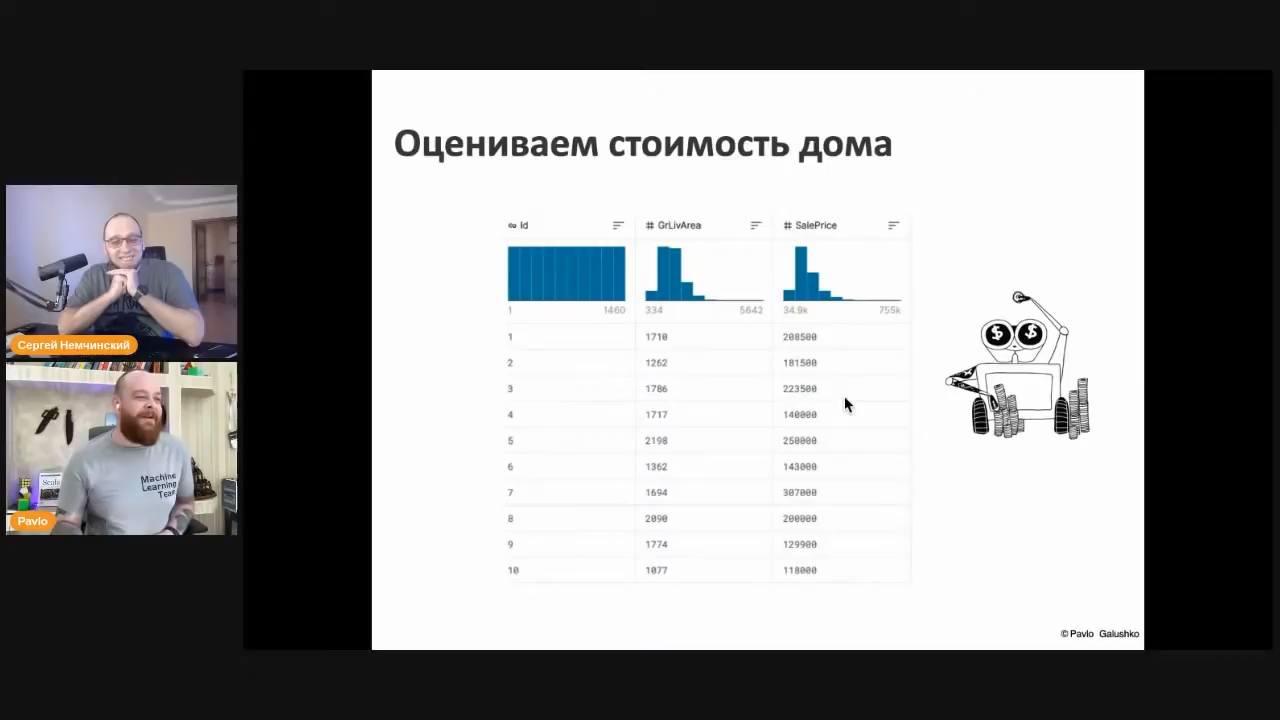 Оцениваем стоимость дома
Id GrLivArea SalePrice
1 1460 334 5642 34.9k 755k
1 1710 208500
2 1262 181500
3 1786 223500
4 1717 140000
5 2198 250000
6 1362 143000
7 1694 307000
8 2090 200000
9 1774 129900
10 1077 118000
$ $
© Pavlo Galushko
Сергей Немчинский
Machine
Learning
Team
Scala
Pavlo